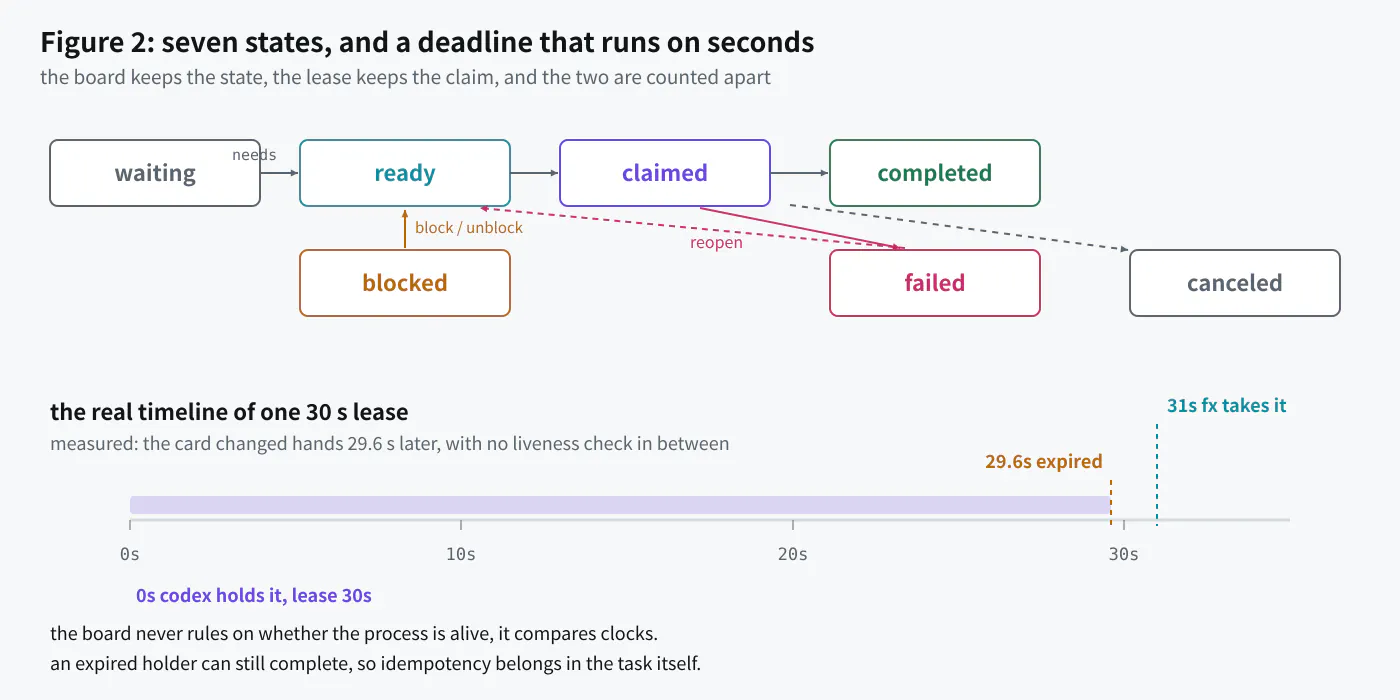 Figure 2: seven states, and a deadline that runs on seconds
the board keeps the state, the lease keeps the claim, and the two are counted apart
needs
waiting
ready
claimed
completed
block / unblock
reopen
blocked
failed
canceled
the real timeline of one 30 s lease
31s fx takes it
measured: the card changed hands 29.6 s later, with no liveness check in between
29.6s expired
0s
10s
20s
30s
0s codex holds it, lease 30s
the board never rules on whether the process is alive, it compares clocks.
an expired holder can still complete, so idempotency belongs in the task itself.